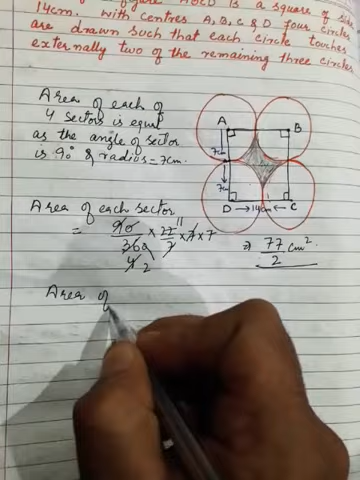 figure ABCD is a square of side
14cm. with centres A, B, C & D four circles
are drawn such that each circle touches
externally two of the remaining three circles
Area of each of
4 sectors is equal
as the angle of sector
is 90° & radius = 7cm.
A
B
7cm
7cm
D → 14cm ← C
Area of each sector
= 90/360 × 22/7 × 7 × 7
11
4 2
⇒ 77/2 cm²
Area of